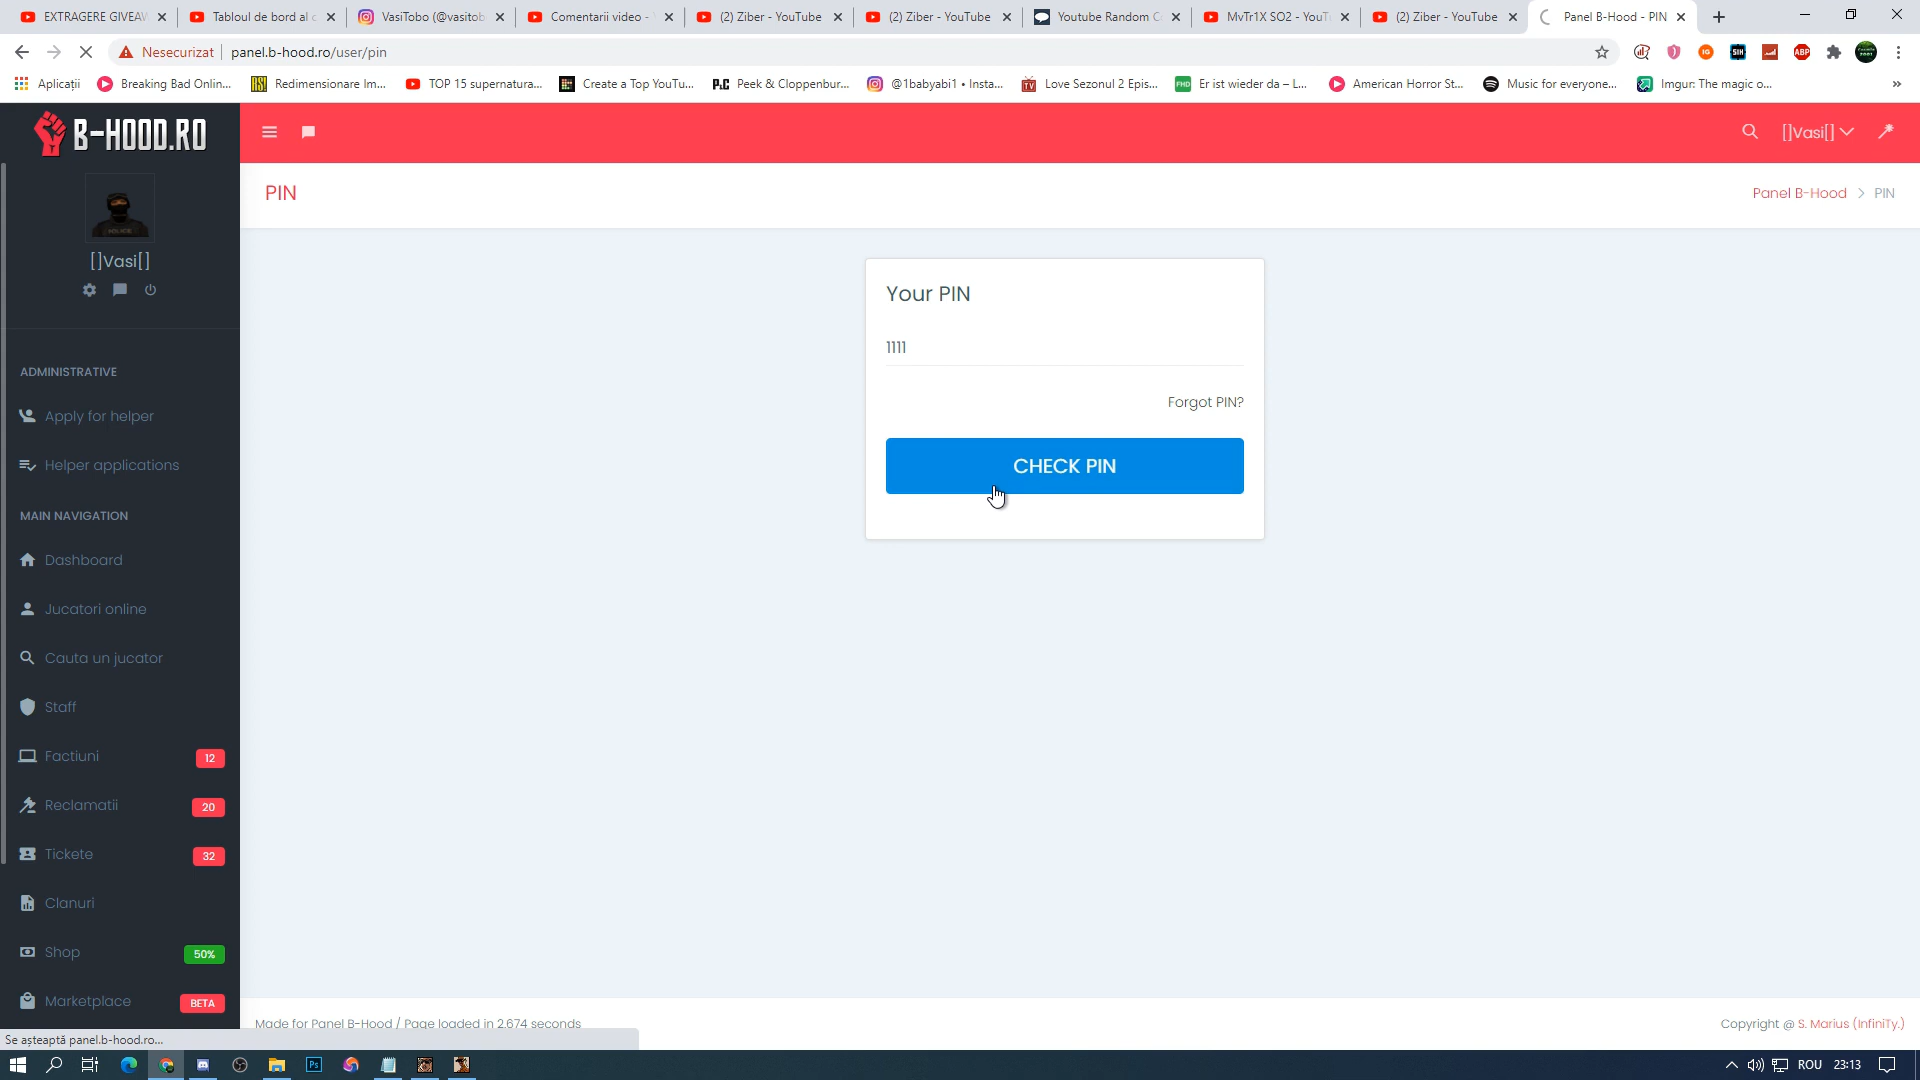 EXTRAGERE GIVEAW
Tabloul de bord al c
VasiTobo (@vasitob
Comentarii video -
(2) Ziber - YouTube
(2) Ziber - YouTube
Youtube Random C
MvTr1X SO2 - YouT
(2) Ziber - YouTube
Panel B-Hood - PIN
Nesecurizat
panel.b-hood.ro/user/pin
Aplicații
Breaking Bad Onlin...
Redimensionare Im...
TOP 15 supernatura...
Create a Top YouTu...
Peek & Cloppenbur...
@1babyabi1 • Insta...
Love Sezonul 2 Epis...
Er ist wieder da – L...
American Horror St...
Music for everyone...
Imgur: The magic o...
B-HOOD.RO
[]Vasi[]
PIN
Panel B-Hood > PIN
POLICE
[]Vasi[]
Your PIN
1111
Forgot PIN?
CHECK PIN
ADMINISTRATIVE
Apply for helper
Helper applications
MAIN NAVIGATION
Dashboard
Jucatori online
Cauta un jucator
Staff
Factiuni 12
Reclamatii 20
Tickete 32
Clanuri
Shop 50%
Marketplace BETA
Made for Panel B-Hood / Page loaded in 2.674 seconds
Copyright @ S. Marius (InfiniTy.)
Se așteaptă panel.b-hood.ro...
ROU 23:13